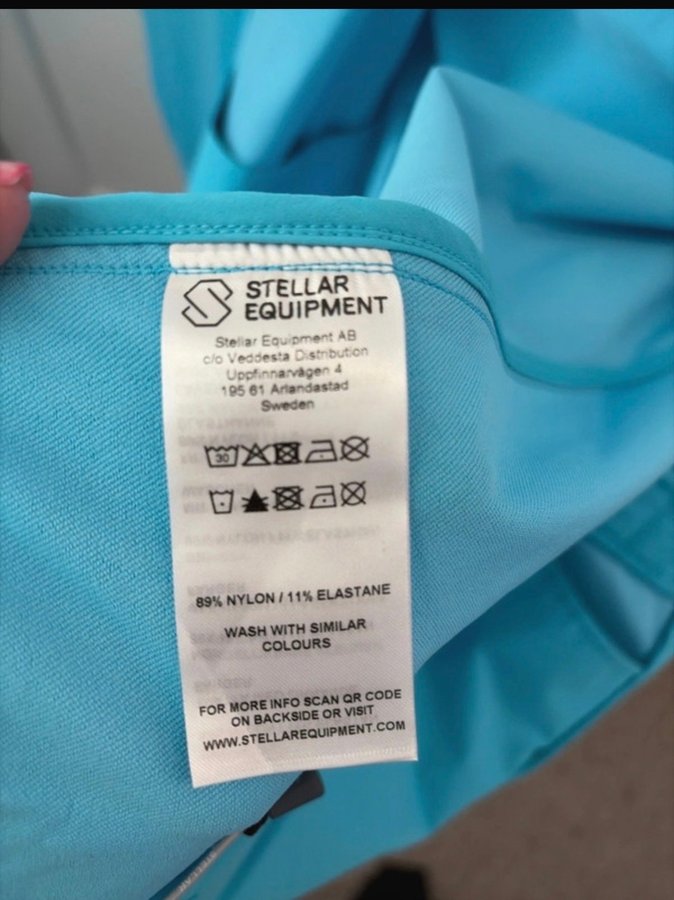 STELLAR
EQUIPMENT
Stellar Equipment AB
c/o Veddesta Distribution
Uppfinnarvägen 4
195 61 Arlandastad
Sweden
30
89% NYLON / 11% ELASTANE
WASH WITH SIMILAR
COLOURS
FOR MORE INFO SCAN QR CODE
ON BACKSIDE OR VISIT
WWW.STELLAREQUIPMENT.COM